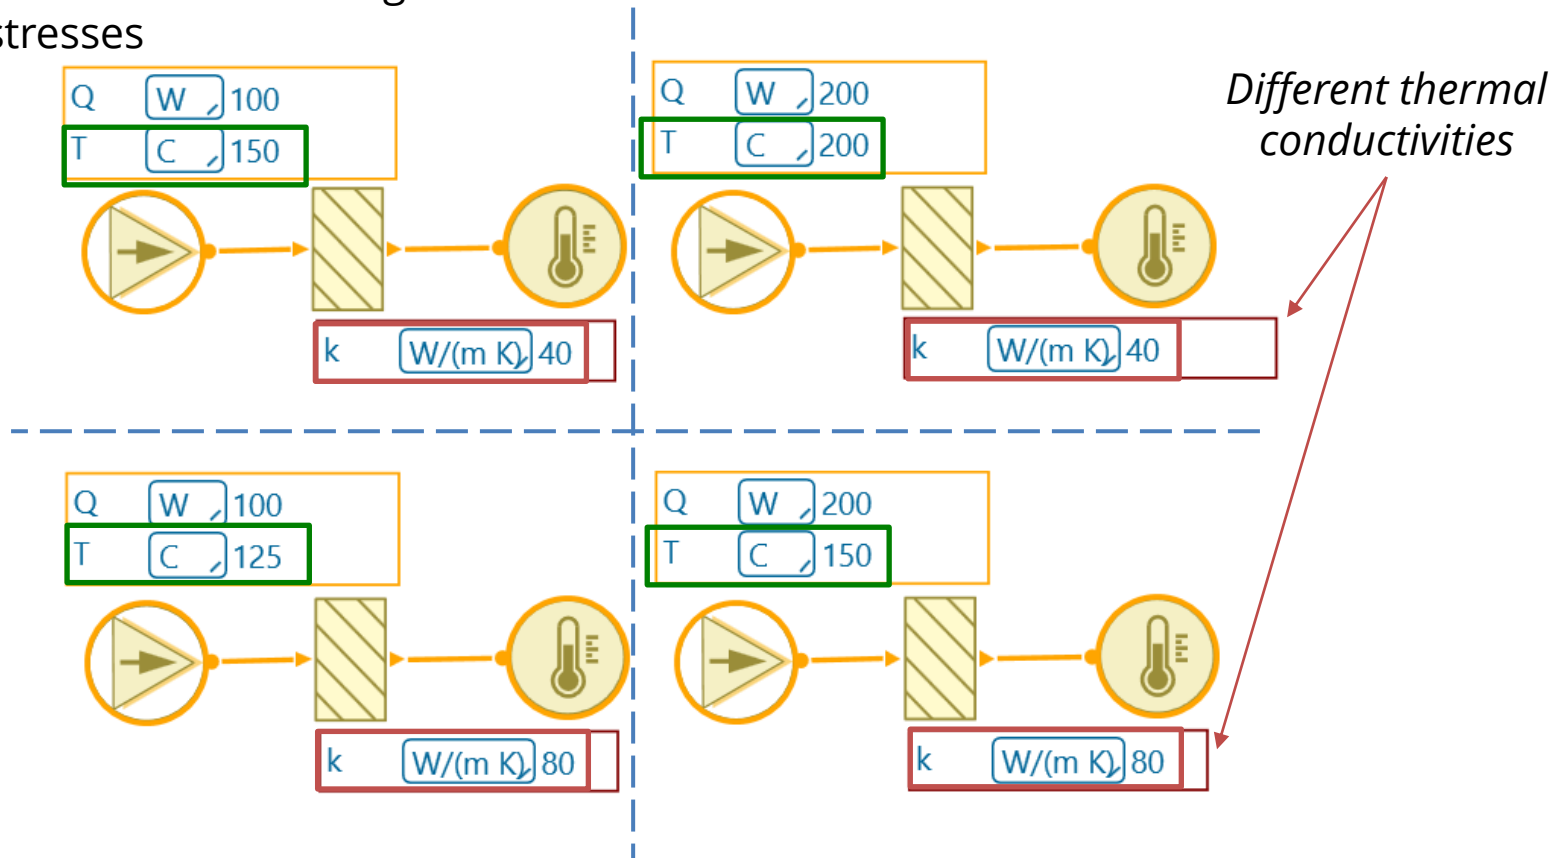 stresses
Q W 100
T C 150
k W/(m K) 40
Q W 200
T C 200
k W/(m K) 40
Different thermal
conductivities
Q W 100
T C 125
k W/(m K) 80
Q W 200
T C 150
k W/(m K) 80